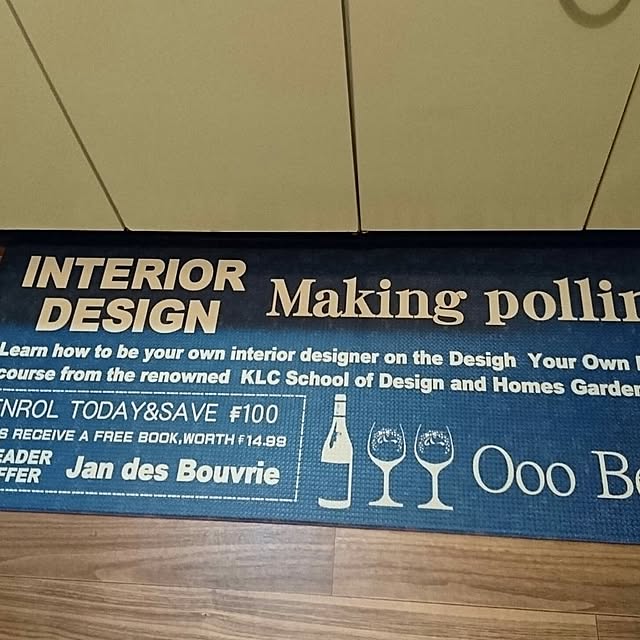 INTERIOR
DESIGN
Making pollin
Learn how to be your own interior designer on the Desigh Your Own
course from the renowned KLC School of Design and Homes Garden
ENROL TODAY&SAVE ₣100
S RECEIVE A FREE BOOK,WORTH ₣14.99
EADER
FFER
Jan des Bouvrie
Ooo Be